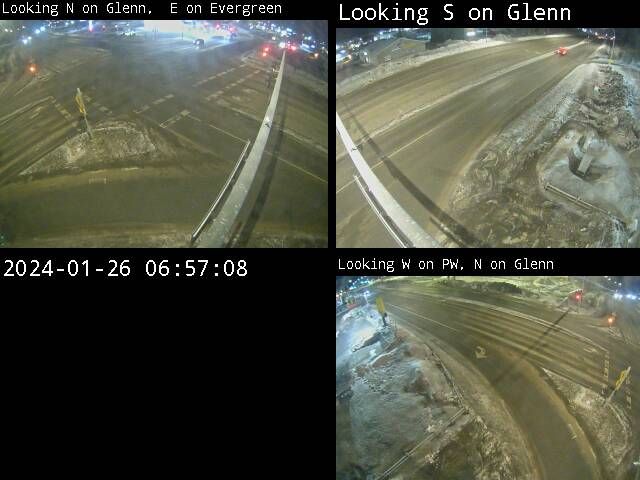 Looking N on Glenn,  E on Evergreen
Looking S on Glenn
2024-01-26 06:57:08
Looking W on PW, N on Glenn